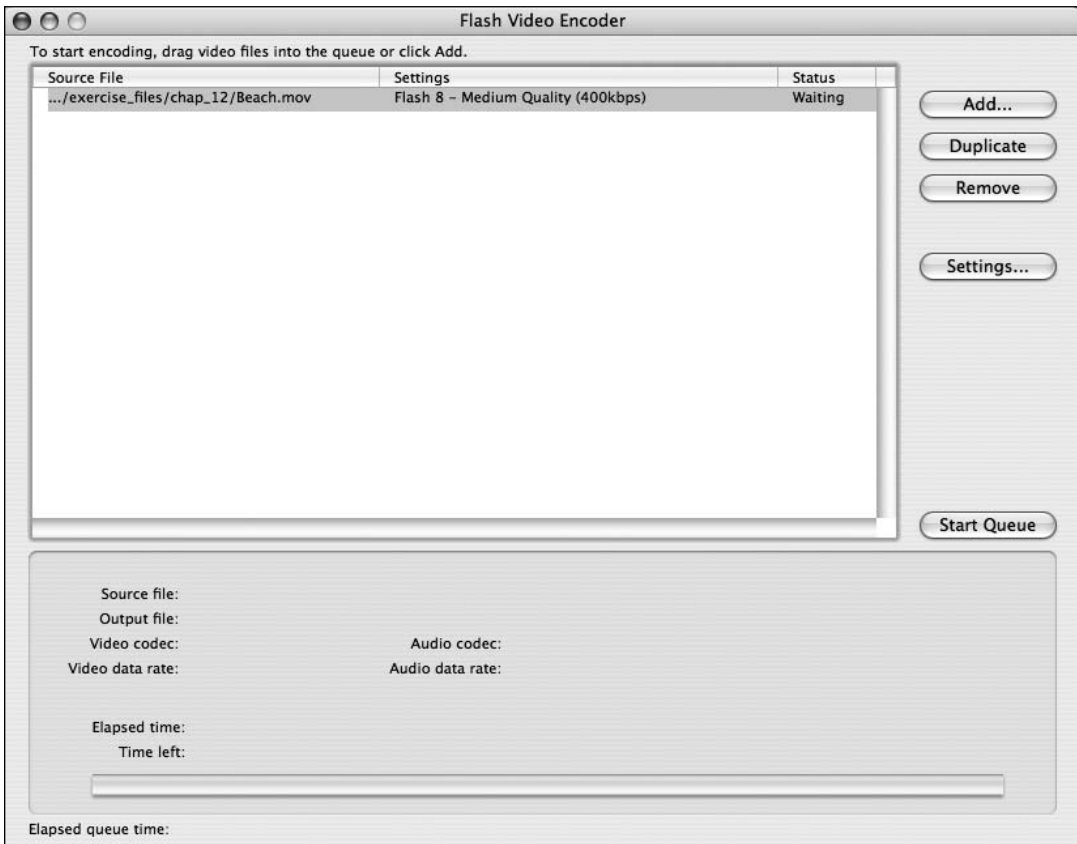 Flash Video Encoder
To start encoding, drag video files into the queue or click Add.
Source File Settings Status
.../exercise_files/chap_12/Beach.mov Flash 8 – Medium Quality (400kbps) Waiting
Add...
Duplicate
Remove
Settings...
Start Queue
Source file:
Output file:
Video codec: Audio codec:
Video data rate: Audio data rate:
Elapsed time:
Time left:
Elapsed queue time: